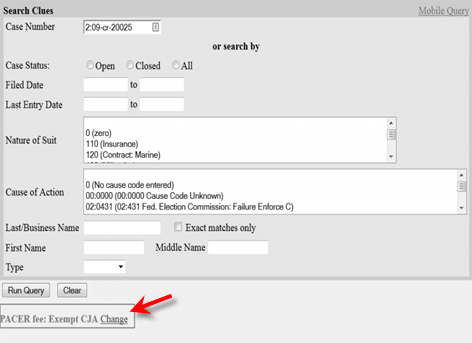 Search Clues Mobile Query
Case Number 2:09-cr-20025
or search by
Case Status: Open Closed All
Filed Date to
Last Entry Date to
Nature of Suit
0 (zero)
110 (Insurance)
120 (Contract: Marine)
Cause of Action
0 (No cause code entered)
00:0000 (00:0000 Cause Code Unknown)
02:0431 (02:431 Fed. Election Commission: Failure Enforce C)
Last/Business Name Exact matches only
First Name Middle Name
Type
Run Query Clear
PACER fee: Exempt CJA Change